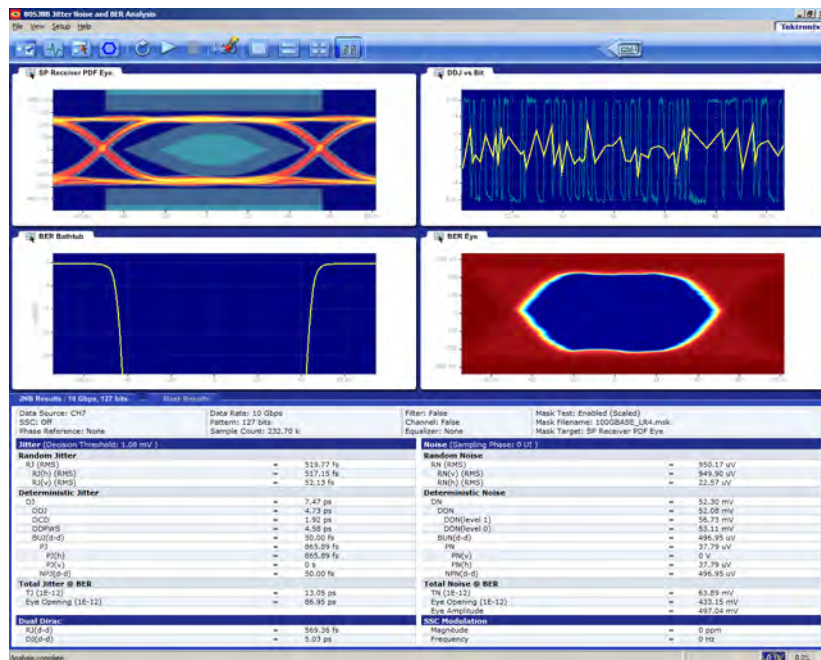 80SJNB Jitter Noise and BER Analysis
File View Setup Help
Tektronix
SP Receiver PDF Eye
DDJ vs Bit
BER Bathtub
BER Eye
JNB Results : 10 Gbps, 127 bits
Mask Results
Data Source: CH7 Data Rate: 10 Gbps Filter: False Mask Test: Enabled (Scaled)
SSC: Off Pattern: 127 bits Channel: False Mask Filename: 100GBASE_LR4.msk
Phase Reference: None Sample Count: 232.70 k Equalizer: None Mask Target: SP Receiver PDF Eye
Jitter (Decision Threshold: 1.08 mV ) Noise (Sampling Phase: 0 UI )
Random Jitter Random Noise
RJ (RMS) = 519.77 fs RN (RMS) = 950.17 uV
RJ(h) (RMS) = 517.15 fs RN(v) (RMS) = 949.90 uV
RJ(v) (RMS) = 52.13 fs RN(h) (RMS) = 22.57 uV
Deterministic Jitter Deterministic Noise
DJ = 7.47 ps DN = 52.30 mV
DDJ = 4.73 ps DDN = 52.08 mV
DCD = 1.92 ps DDN(level 1) = 56.73 mV
DDPWS = 4.58 ps DDN(level 0) = 53.11 mV
BUJ(d-d) = 50.00 fs BUN(d-d) = 496.95 uV
PJ = 865.89 fs PN = 37.79 uV
PJ(h) = 865.89 fs PN(v) = 0 V
PJ(v) = 0 s PN(h) = 37.79 uV
NPJ(d-d) = 50.00 fs NPN(d-d) = 496.95 uV
Total Jitter @ BER Total Noise @ BER
TJ (1E-12) = 13.05 ps TN (1E-12) = 63.89 mV
Eye Opening (1E-12) = 86.95 ps Eye Opening (1E-12) = 433.15 mV
Eye Amplitude = 497.04 mV
Dual Dirac SSC Modulation
RJ(d-d) = 569.36 fs Magnitude = 0 ppm
DJ(d-d) = 5.03 ps Frequency = 0 Hz
Analysis complete